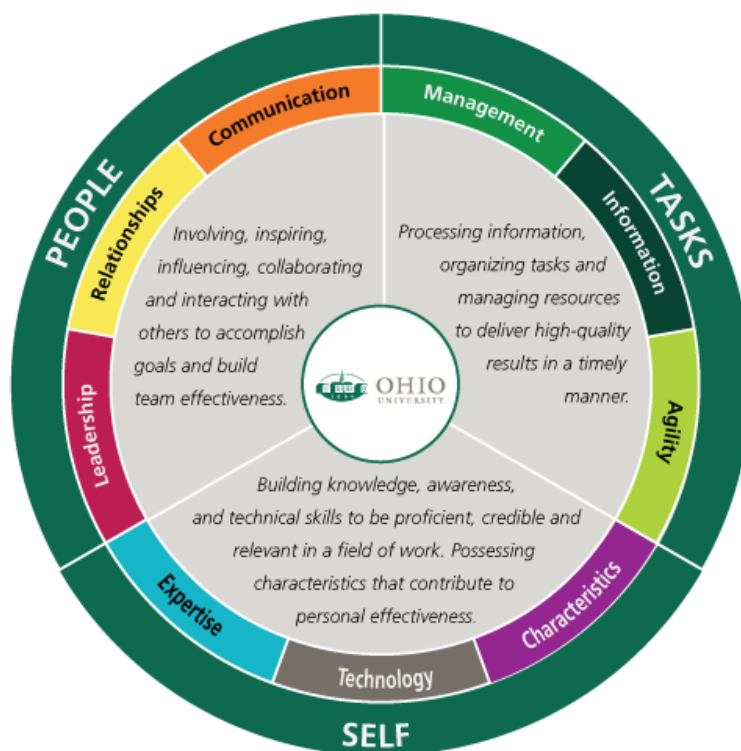 PEOPLE
TASKS
SELF
Communication
Relationships
Leadership
Management
Information
Agility
Expertise
Technology
Characteristics
Involving, inspiring,
influencing, collaborating
and interacting with
others to accomplish
goals and build
team effectiveness.
Processing information,
organizing tasks and
managing resources
to deliver high-quality
results in a timely
manner.
OHIO
UNIVERSITY
Building knowledge, awareness,
and technical skills to be proficient, credible and
relevant in a field of work. Possessing
characteristics that contribute to
personal effectiveness.